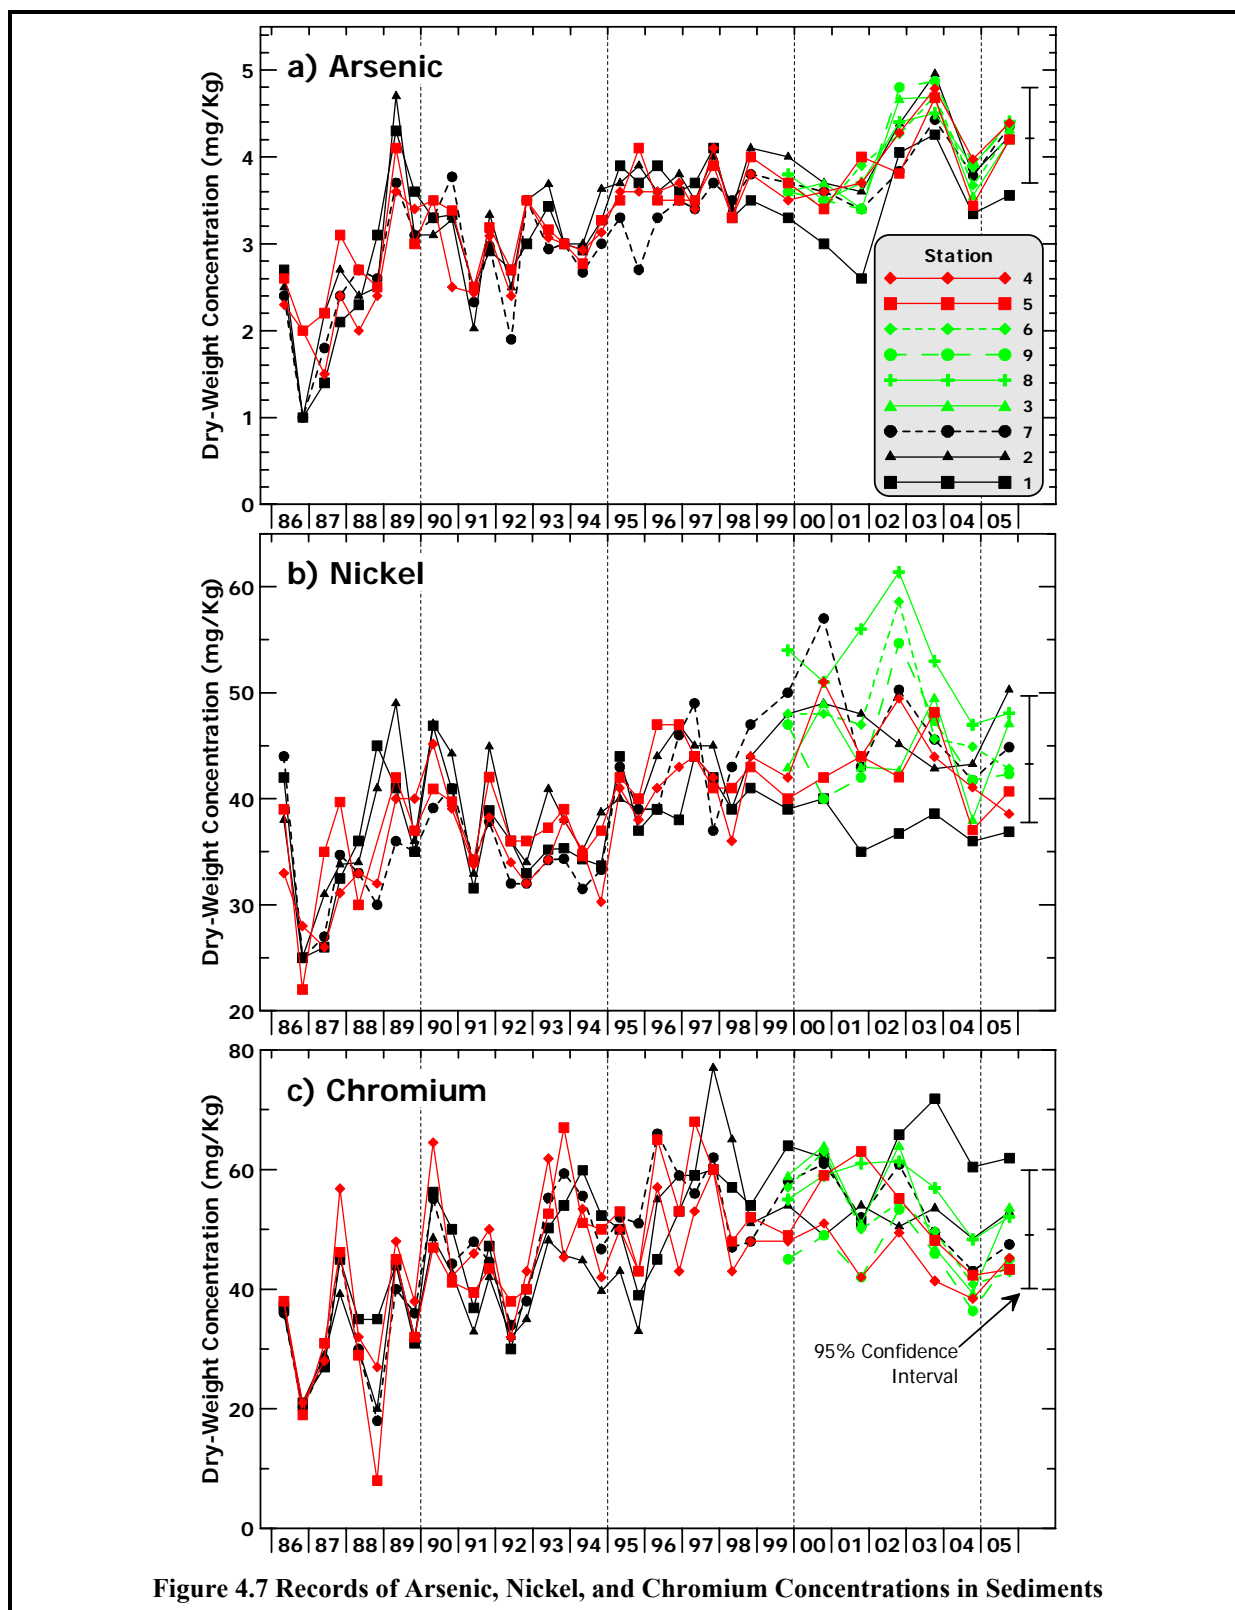 a) Arsenic
Dry-Weight Concentration (mg/Kg)
5
4
3
2
1
0
Station
4
5
6
9
8
3
7
2
1
86 87 88 89 90 91 92 93 94 95 96 97 98 99 00 01 02 03 04 05
b) Nickel
Dry-Weight Concentration (mg/Kg)
60
50
40
30
20
86 87 88 89 90 91 92 93 94 95 96 97 98 99 00 01 02 03 04 05
c) Chromium
Dry-Weight Concentration (mg/Kg)
80
60
40
20
0
95% Confidence
Interval
86 87 88 89 90 91 92 93 94 95 96 97 98 99 00 01 02 03 04 05
Figure 4.7 Records of Arsenic, Nickel, and Chromium Concentrations in Sediments